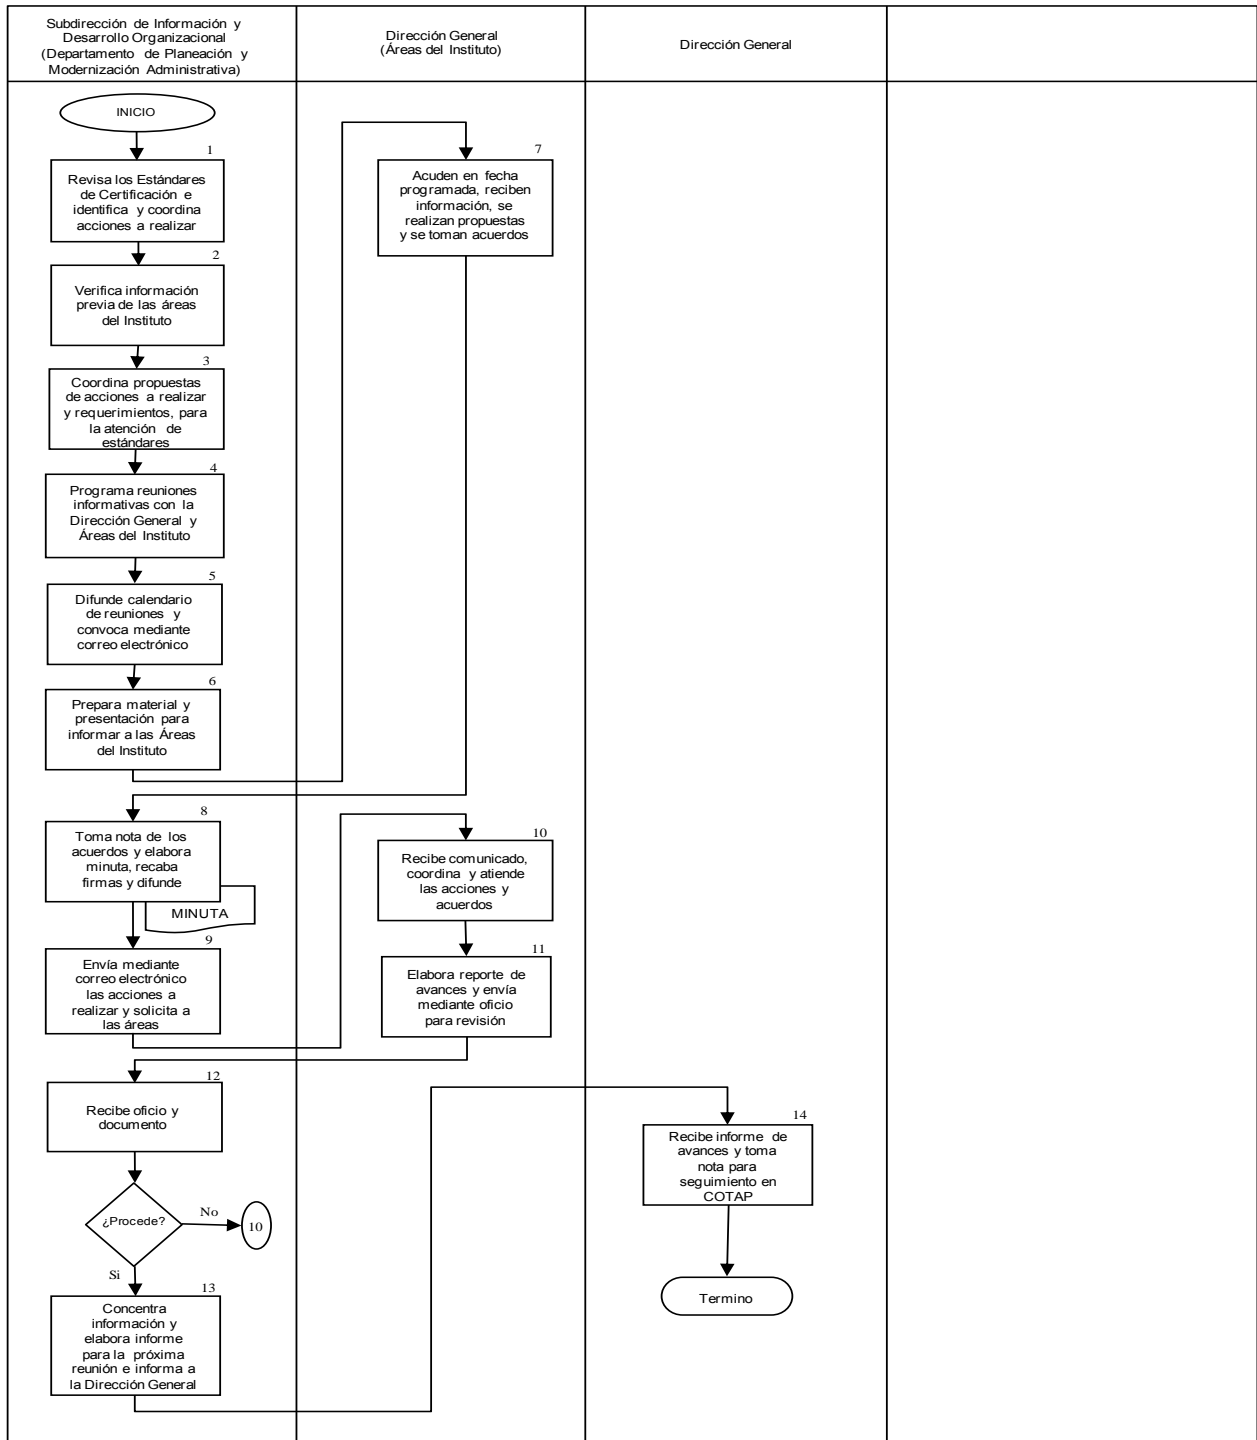 Subdirección de Información y
Desarrollo Organizacional
(Departamento de Planeación y
Modernización Administrativa)
Dirección General
(Áreas del Instituto)
Dirección General
INICIO
1
Revisa los Estándares
de Certificación e
identifica y coordina
acciones a realizar
2
Verifica información
previa de las áreas
del Instituto
3
Coordina propuestas
de acciones a realizar
y requerimientos, para
la atención de
estándares
4
Programa reuniones
informativas con la
Dirección General y
Áreas del Instituto
5
Difunde calendario
de reuniones y
convoca mediante
correo electrónico
6
Prepara material y
presentación para
informar a las Áreas
del Instituto
7
Acuden en fecha
programada, reciben
información, se
realizan propuestas
y se toman acuerdos
8
Toma nota de los
acuerdos y elabora
minuta, recaba
firmas y difunde
MINUTA
9
Envía mediante
correo electrónico
las acciones a
realizar y solicita a
las áreas
10
Recibe comunicado,
coordina y atiende
las acciones y
acuerdos
11
Elabora reporte de
avances y envía
mediante oficio
para revisión
12
Recibe oficio y
documento
¿Procede?
No
10
Si
13
Concentra
información y
elabora informe
para la próxima
reunión e informa a
la Dirección General
14
Recibe informe de
avances y toma
nota para
seguimiento en
COTAP
Termino